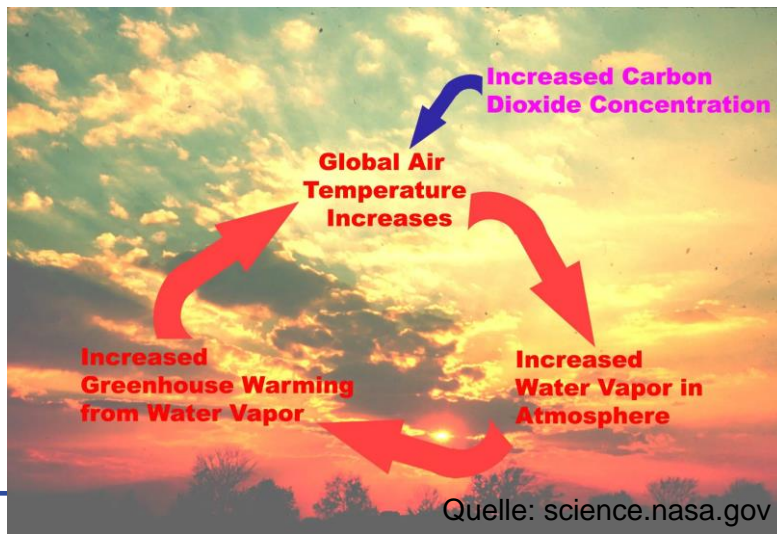 Increased Carbon
Dioxide Concentration
Global Air
Temperature
Increases
Increased
Water Vapor in
Atmosphere
Increased
Greenhouse Warming
from Water Vapor
Quelle: science.nasa.gov